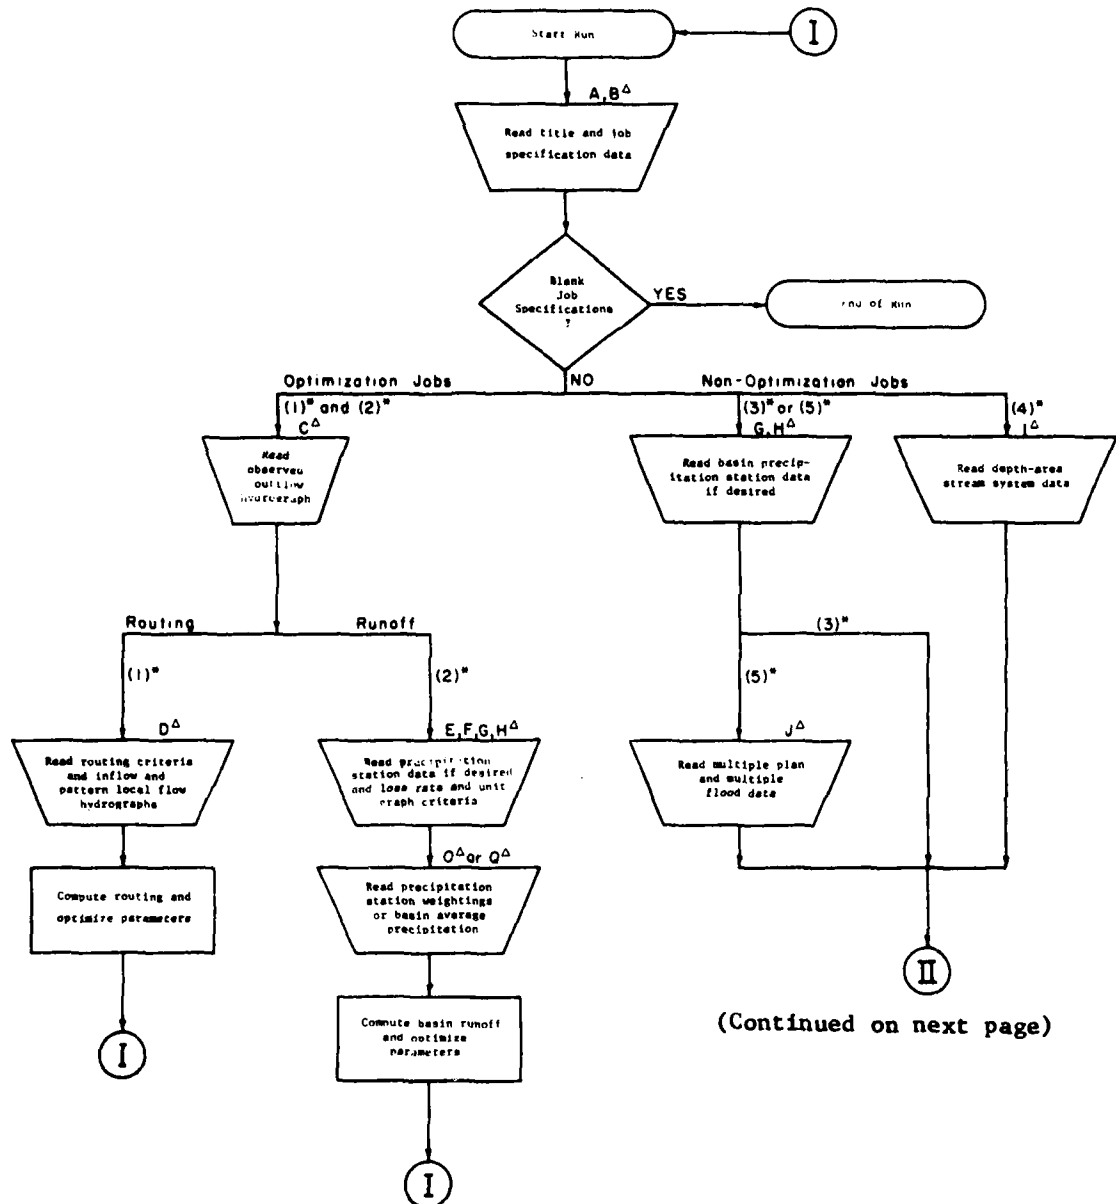 Start Run
I
A,B△
Read title and job
specification data
Blank
Job
Specifications
?
YES
End of Run
NO
Optimization Jobs
Non-Optimization Jobs
(1)* and (2)*
C△
Read
observed
outflow
hydrograph
(3)* or (5)*
G,H△
Read basin precip-
itation station data
if desired
(4)*
I△
Read depth-area
stream system data
Routing
Runoff
(1)*
(2)*
(3)*
(5)*
D△
Read routing criteria
and inflow and
pattern local flow
hydrographs
E,F,G,H△
Read precipitation
station data if desired
and loss rate and unit
graph criteria
J△
Read multiple plan
and multiple
flood data
Compute routing and
optimize parameters
O△ or Q△
Read precipitation
station weightings
or basin average
precipitation
II
(Continued on next page)
Compute basin runoff
and optimize
parameters
I
I